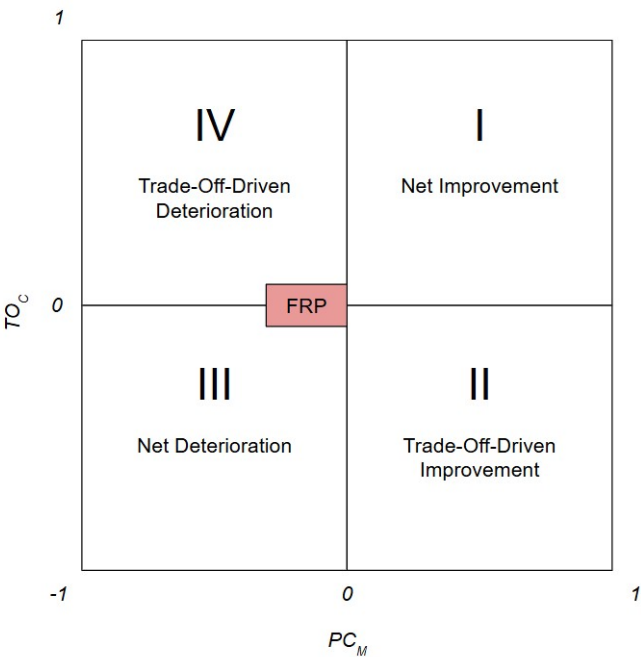 1
IV
I
Trade-Off-Driven
Deterioration
Net Improvement
TO_C
0
FRP
III
II
Net Deterioration
Trade-Off-Driven
Improvement
-1
0
1
PC_M